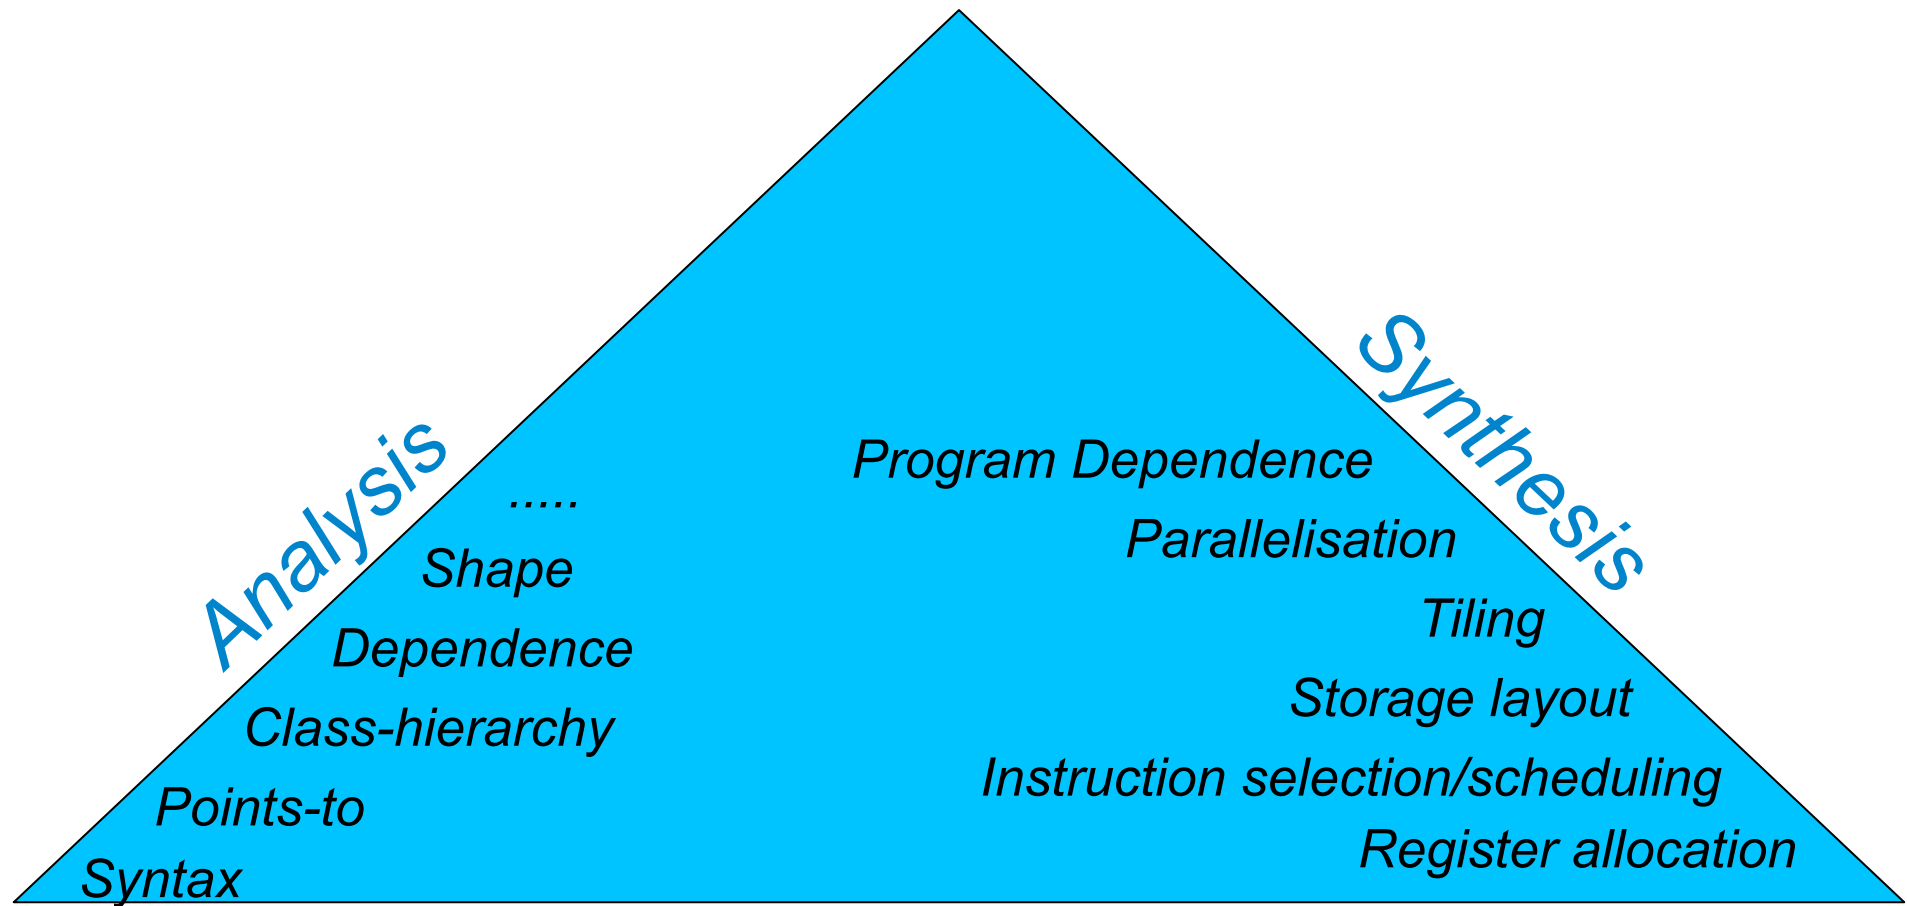 Analysis
.....
Shape
Dependence
Class-hierarchy
Points-to
Syntax
Synthesis
Program Dependence
Parallelisation
Tiling
Storage layout
Instruction selection/scheduling
Register allocation